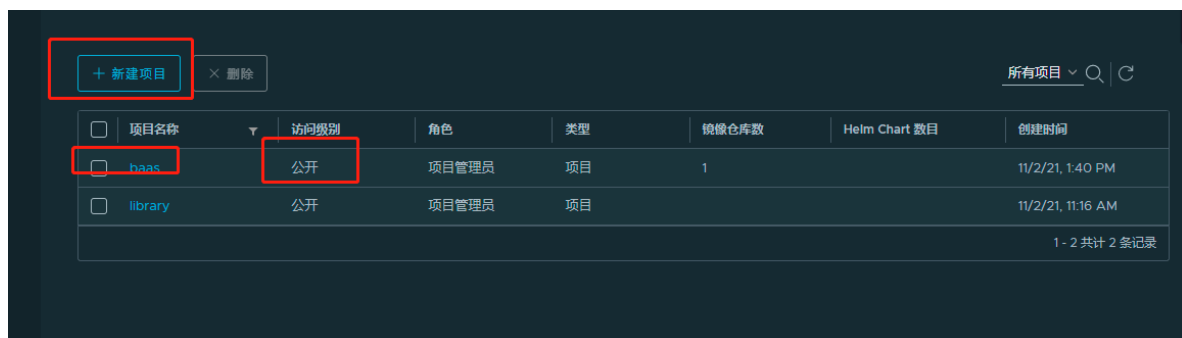 + 新建项目 × 删除 所有项目
项目名称 访问级别 角色 类型 镜像仓库数 Helm Chart 数目 创建时间
baas 公开 项目管理员 项目 1 11/2/21, 1:40 PM
library 公开 项目管理员 项目 11/2/21, 11:16 AM
1 - 2 共计 2 条记录